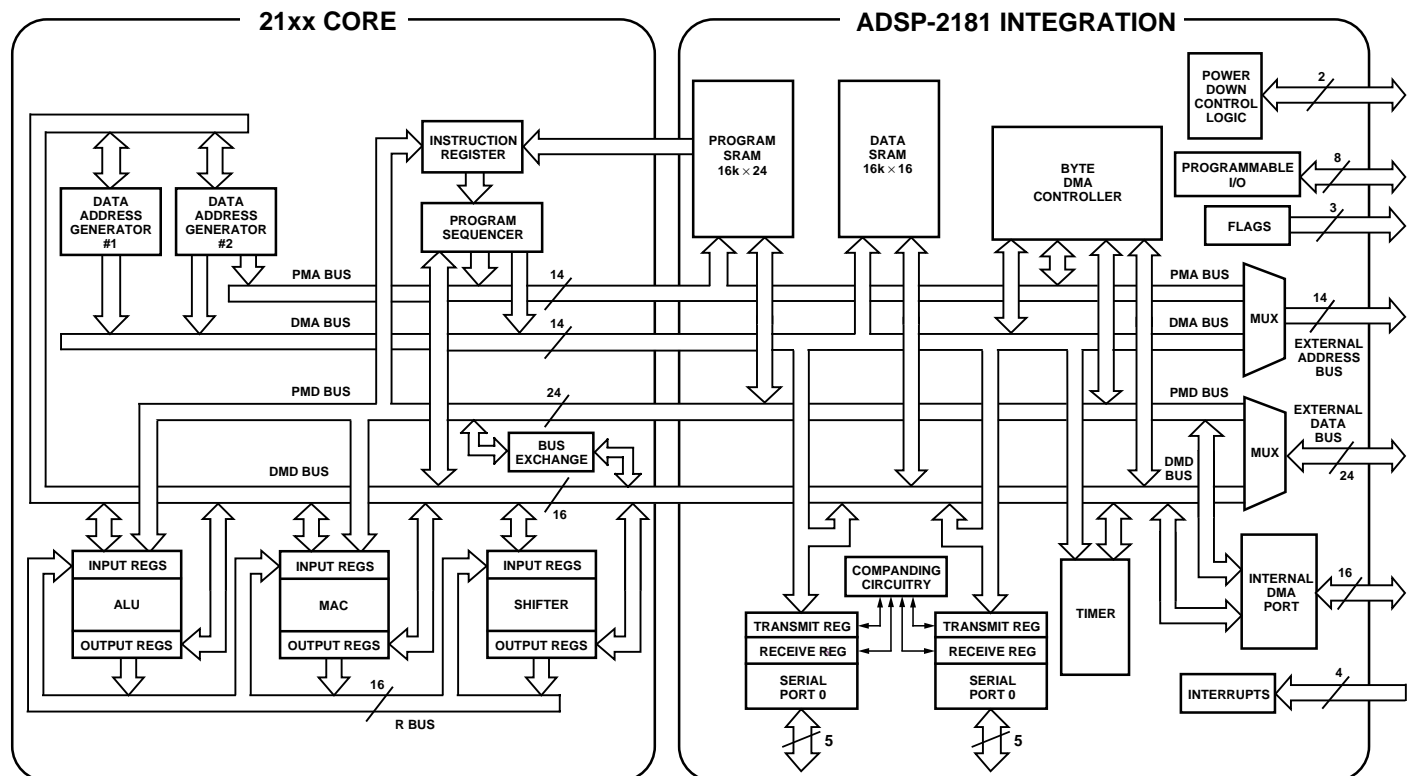 21xx CORE
ADSP-2181 INTEGRATION
POWER
DOWN
CONTROL
LOGIC
2
INSTRUCTION
REGISTER
PROGRAM
SRAM
16k × 24
DATA
SRAM
16k × 16
BYTE
DMA
CONTROLLER
PROGRAMMABLE
I/O
8
DATA
ADDRESS
GENERATOR
#1
DATA
ADDRESS
GENERATOR
#2
PROGRAM
SEQUENCER
FLAGS
3
PMA BUS
14
PMA BUS
MUX
14
EXTERNAL
ADDRESS
BUS
DMA BUS
14
DMA BUS
PMD BUS
24
PMD BUS
EXTERNAL
DATA
BUS
MUX
24
BUS
EXCHANGE
DMD BUS
16
DMD
BUS
INPUT REGS
ALU
OUTPUT REGS
INPUT REGS
MAC
OUTPUT REGS
INPUT REGS
SHIFTER
OUTPUT REGS
16
R BUS
COMPANDING
CIRCUITRY
TRANSMIT REG
RECEIVE REG
SERIAL
PORT 0
5
TRANSMIT REG
RECEIVE REG
SERIAL
PORT 0
5
TIMER
INTERNAL
DMA
PORT
16
INTERRUPTS
4